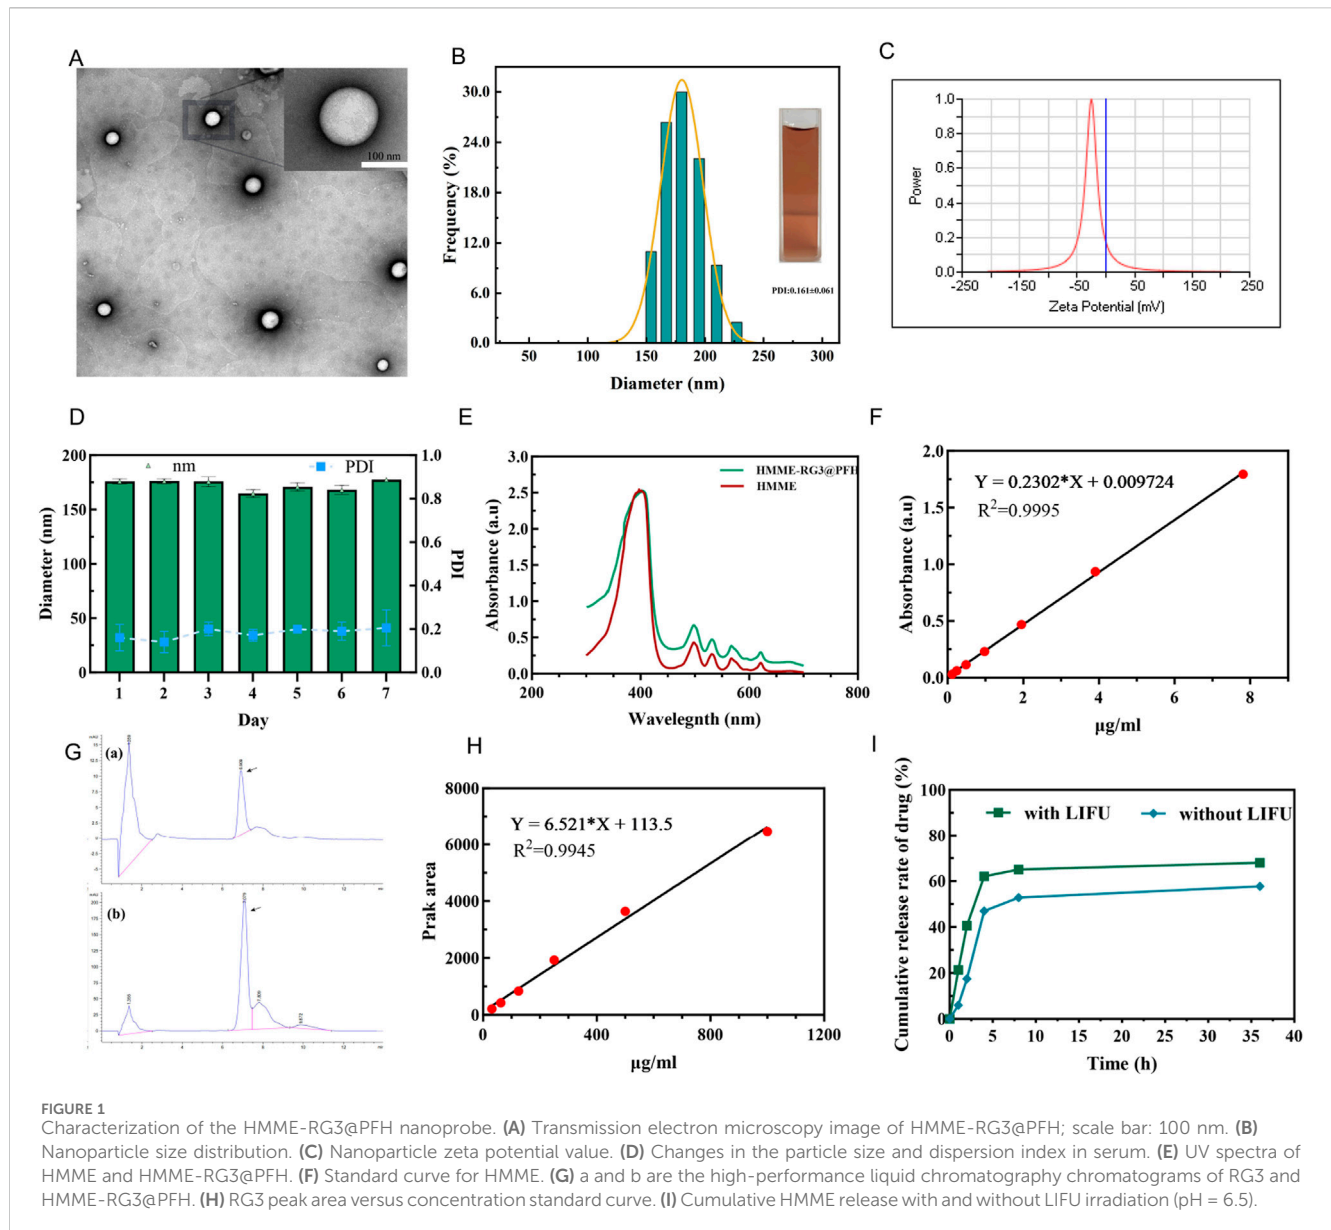 A
100 nm
B
30.0
24.0
18.0
12.0
6.0
0.0
Frequency (%)
50 100 150 200 250 300
Diameter (nm)
PDI:0.161±0.061
C
1.0
0.8
0.6
0.4
0.2
0.0
Power
-250 -150 -50 50 150 250
Zeta Potential (mV)
D
200
150
100
50
0
Diameter (nm)
nm
PDI
1.0
0.8
0.6
0.4
0.2
0.0
PDI
1 2 3 4 5 6 7
Day
E
3.0
2.5
2.0
1.5
1.0
0.5
0.0
Absorbance (a.u)
HMME-RG3@PFH
HMME
200 400 600 800
Wavelegnth (nm)
F
2.0
1.5
1.0
0.5
0.0
Absorbance (a.u)
Y = 0.2302*X + 0.009724
R²=0.9995
0 2 4 6 8
µg/ml
G
(a)
(b)
2 4 6 8 10 12
2 4 6 8 10 12
H
8000
6000
4000
2000
0
Prak area
Y = 6.521*X + 113.5
R²=0.9945
0 400 800 1200
µg/ml
I
100
80
60
40
20
0
Cumulative release rate of drug (%)
with LIFU
without LIFU
0 5 10 15 20 25 30 35 40
Time (h)
FIGURE 1
Characterization of the HMME-RG3@PFH nanoprobe. (A) Transmission electron microscopy image of HMME-RG3@PFH; scale bar: 100 nm. (B)
Nanoparticle size distribution. (C) Nanoparticle zeta potential value. (D) Changes in the particle size and dispersion index in serum. (E) UV spectra of
HMME and HMME-RG3@PFH. (F) Standard curve for HMME. (G) a and b are the high-performance liquid chromatography chromatograms of RG3 and
HMME-RG3@PFH. (H) RG3 peak area versus concentration standard curve. (I) Cumulative HMME release with and without LIFU irradiation (pH = 6.5).